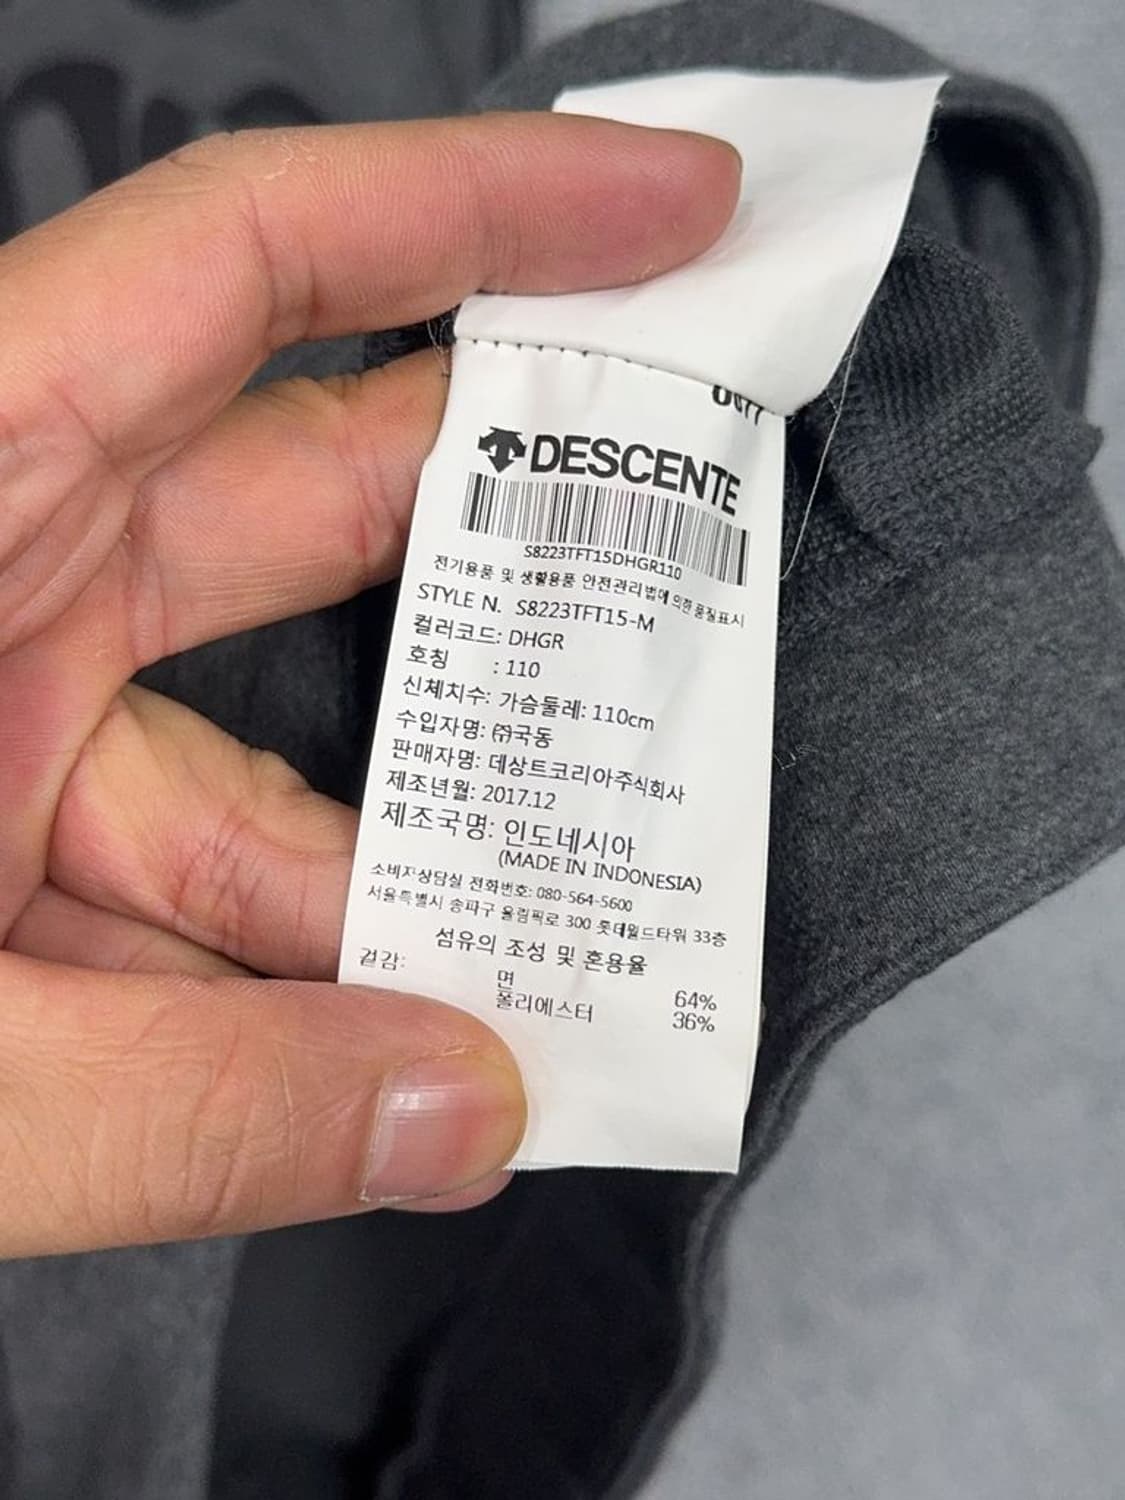 DESCENTE
S8223TFT15DHGR110
전기용품 및 생활용품 안전관리법에 의한 품질표시
STYLE N. S8223TFT15-M
컬러코드: DHGR
호칭 : 110
신체치수: 가슴둘레: 110cm
수입자명: ㈜국동
판매자명: 데상트코리아주식회사
제조년월: 2017.12
제조국명: 인도네시아
(MADE IN INDONESIA)
소비자상담실 전화번호: 080-564-5600
서울특별시 송파구 올림픽로 300 롯데월드타워 33층
섬유의 조성 및 혼용율
겉감:
면 64%
폴리에스터 36%